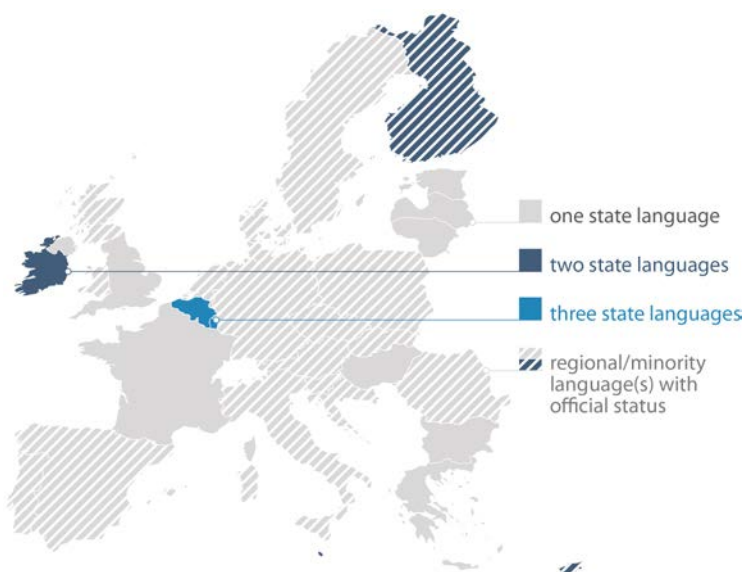 one state language
two state languages
three state languages
regional/minority
language(s) with
official status